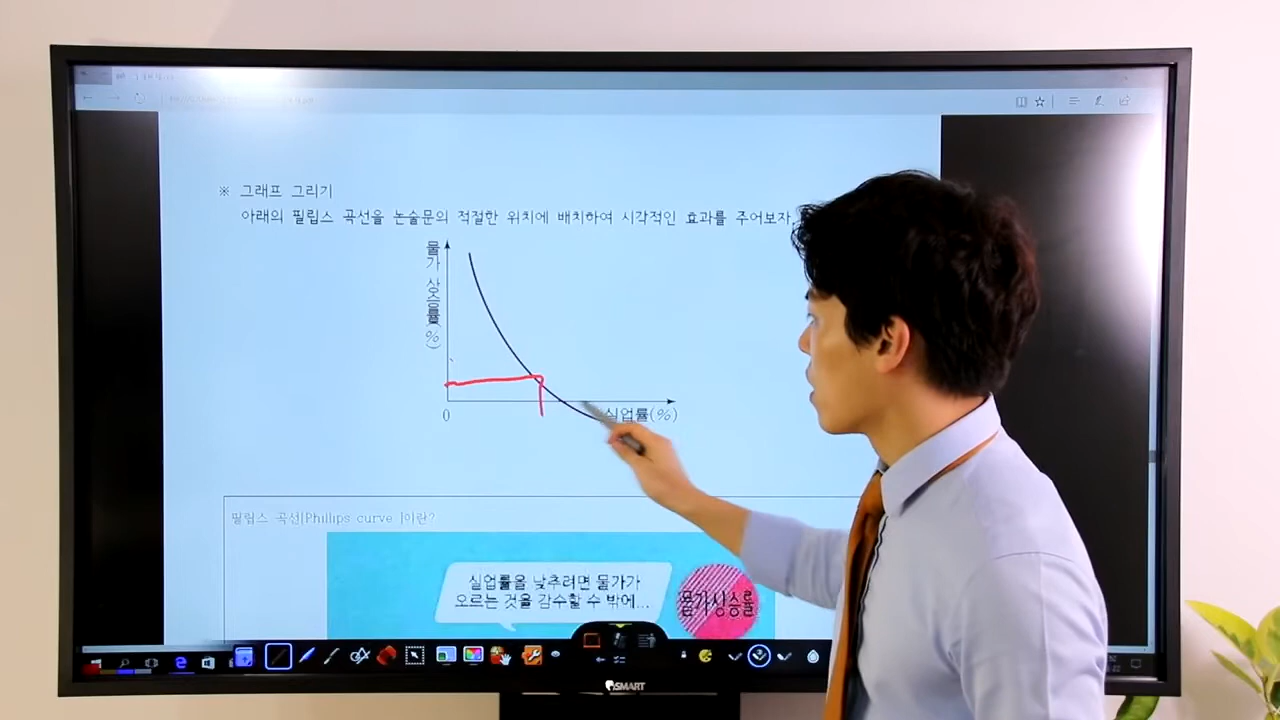 ※ 그래프 그리기
아래의 필립스 곡선을 논술문의 적절한 위치에 배치하여 시각적인 효과를 주어보자.
물가 상승률(%)
0
실업률(%)
필립스 곡선[Phillips curve ]이란?
실업률을 낮추려면 물가가
오르는 것을 감수할 수 밖에...
물가상승률
SMART